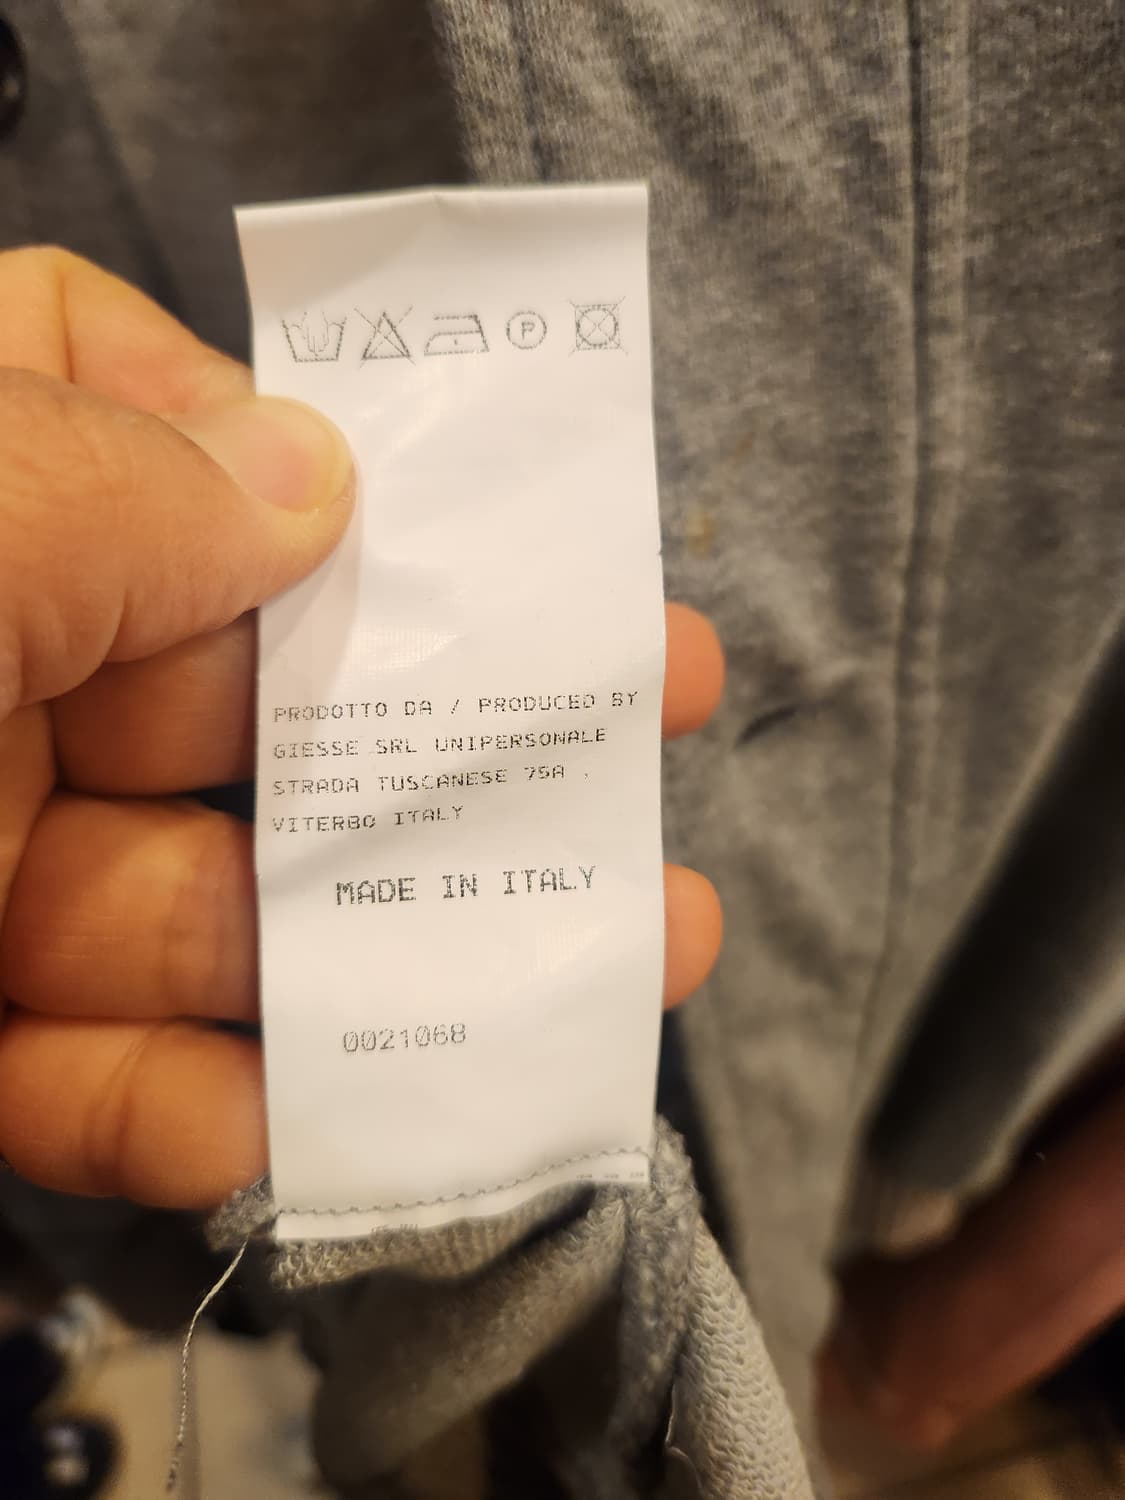 P
PRODOTTO DA / PRODUCED BY
GIESSE SRL UNIPERSONALE
STRADA TUSCANESE 75A .
VITERBO ITALY
MADE IN ITALY
0021068